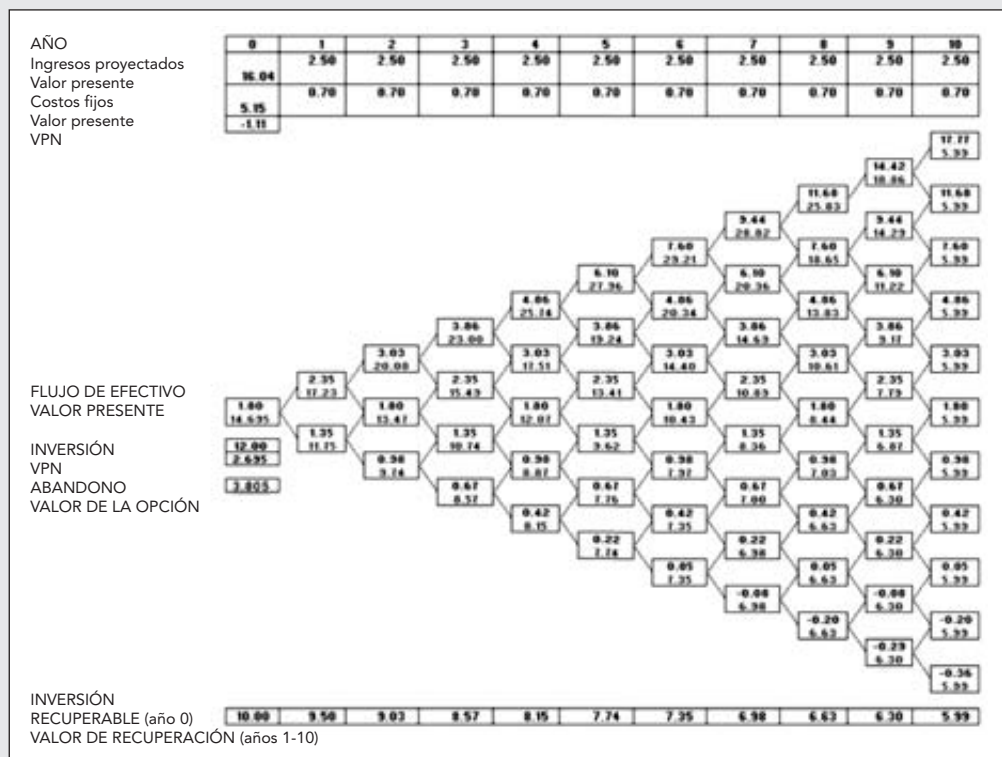 AÑO 0 1 2 3 4 5 6 7 8 9 10
Ingresos proyectados 2.50 2.50 2.50 2.50 2.50 2.50 2.50 2.50 2.50 2.50
Valor presente 16.04
Costos fijos 0.70 0.70 0.70 0.70 0.70 0.70 0.70 0.70 0.70 0.70
Valor presente 5.15
VPN -1.11
17.77
5.99
14.42
18.86
11.68 11.68
25.83 5.99
9.44 9.44
28.82 14.29
7.60 7.60 7.60
29.21 18.65 5.99
6.10 6.10 6.10
27.96 20.36 11.22
4.86 4.86 4.86 4.86
25.74 20.34 13.83 5.99
3.86 3.86 3.86 3.86
23.00 19.24 14.69 9.17
3.03 3.03 3.03 3.03 3.03
20.08 17.51 14.40 10.61 5.99
2.35 2.35 2.35 2.35 2.35
17.23 15.49 13.41 10.89 7.79
FLUJO DE EFECTIVO 1.80 1.80 1.80 1.80 1.80 1.80
VALOR PRESENTE 14.695 13.47 12.07 10.43 8.44 5.99
1.35 1.35 1.35 1.35 1.35
INVERSIÓN 12.00 11.75 10.74 9.62 8.36 6.87
VPN 2.695 0.98 0.98 0.98 0.98 0.98
9.74 8.87 7.97 7.03 5.99
ABANDONO 3.805 0.67 0.67 0.67 0.67
VALOR DE LA OPCIÓN 8.57 7.76 7.00 6.30
0.42 0.42 0.42 0.42
8.15 7.35 6.63 5.99
0.22 0.22 0.22
7.74 6.98 6.30
0.05 0.05 0.05
7.35 6.63 5.99
-0.08 -0.08
6.98 6.30
-0.20 -0.20
6.63 5.99
-0.29
6.30
-0.36
5.99
INVERSIÓN
RECUPERABLE (año 0) 10.00 9.50 9.03 8.57 8.15 7.74 7.35 6.98 6.63 6.30 5.99
VALOR DE RECUPERACIÓN (años 1-10)